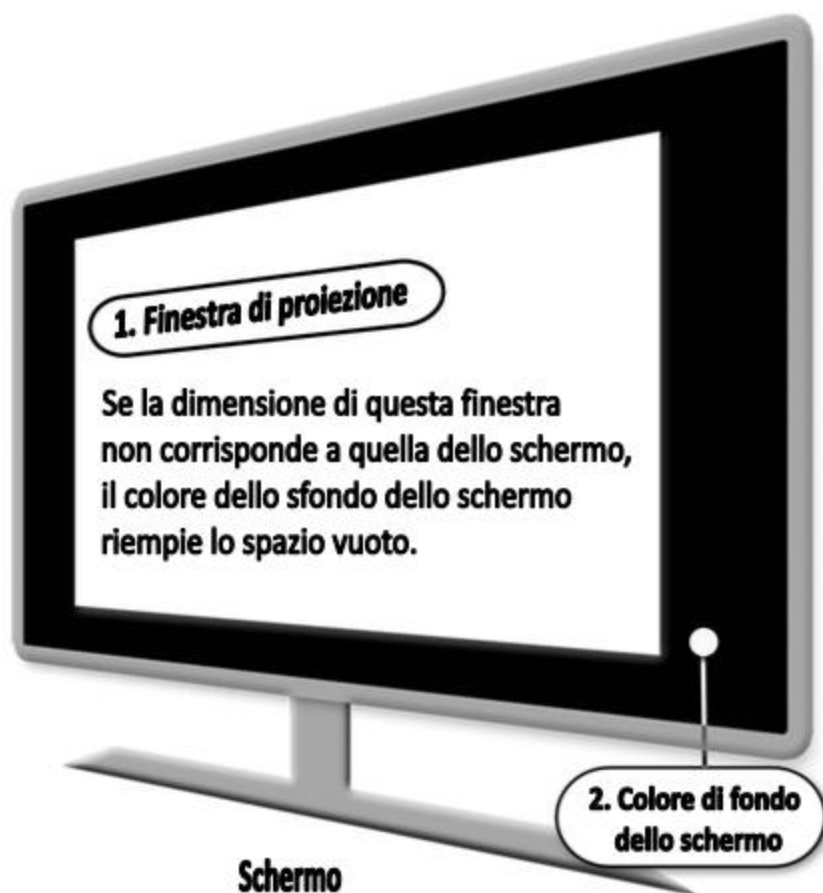 1. Finestra di proiezione
Se la dimensione di questa finestra
non corrisponde a quella dello schermo,
il colore dello sfondo dello schermo
riempie lo spazio vuoto.
2. Colore di fondo
dello schermo
Schermo